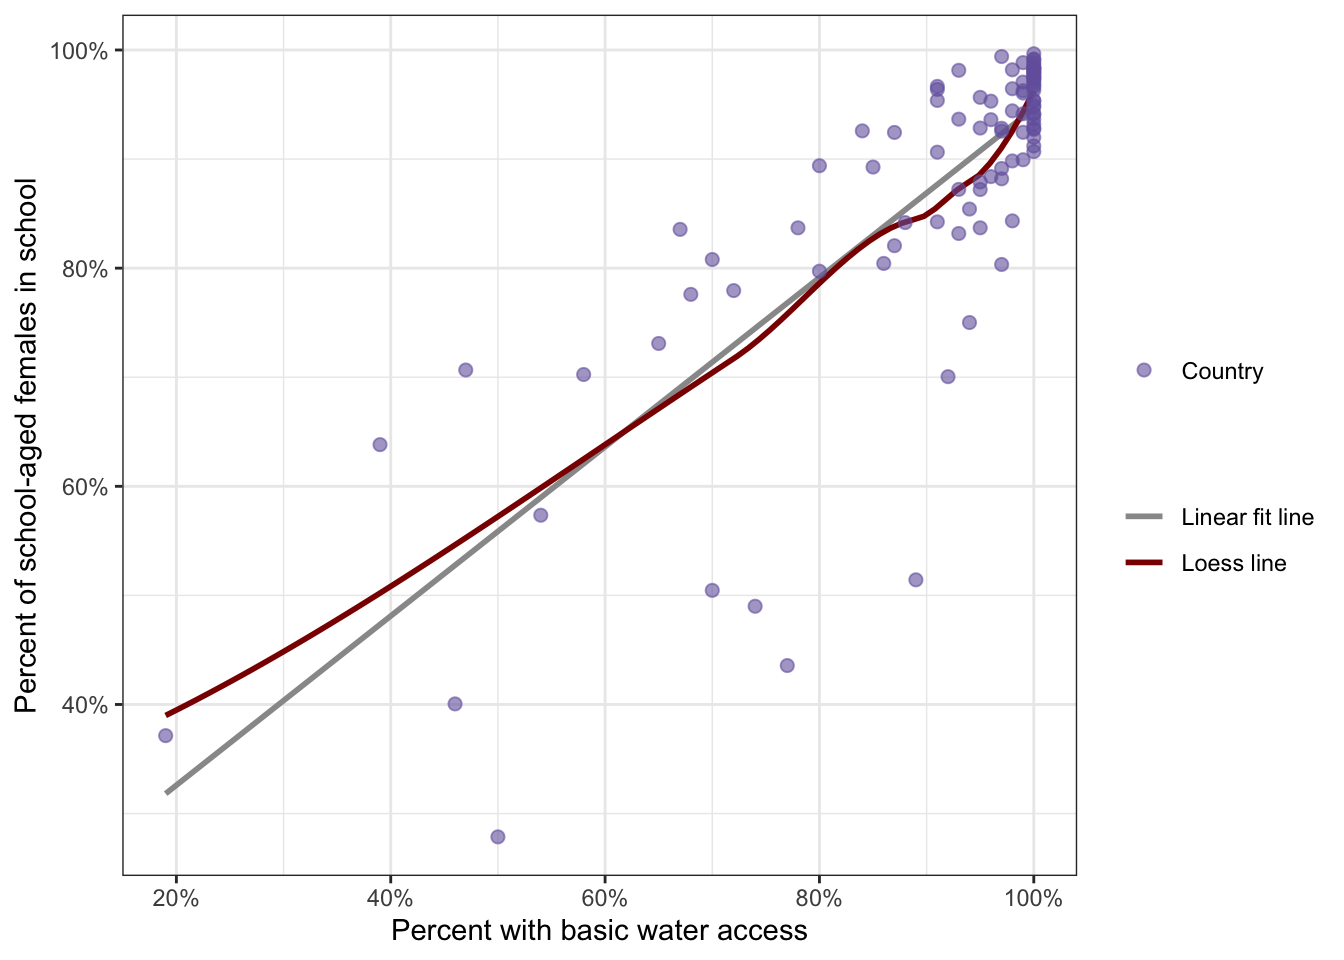 Percent of school-aged females in school
100%
80%
60%
40%
20% 40% 60% 80% 100%
Percent with basic water access
Country
Linear fit line
Loess line